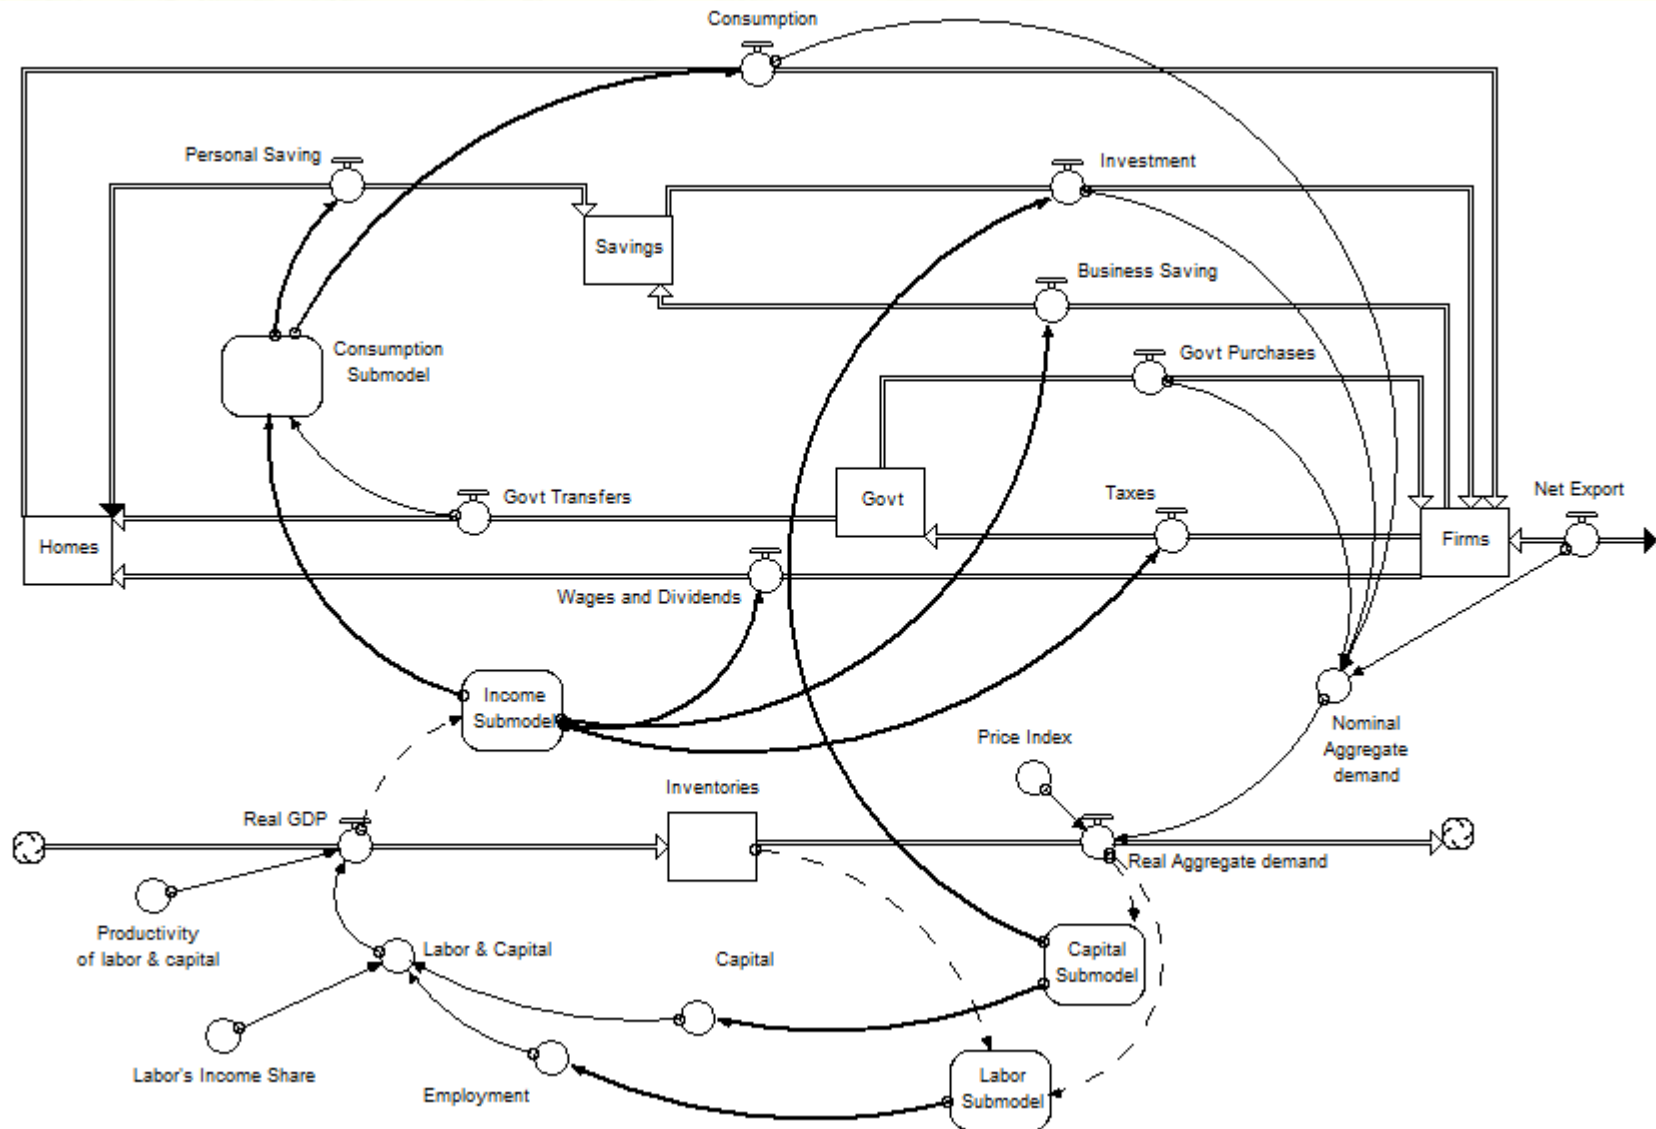 Consumption
Personal Saving
Investment
Savings
Business Saving
Consumption
Submodel
Govt Purchases
Govt Transfers
Govt
Taxes
Net Export
Homes
Firms
Wages and Dividends
Income
Submodel
Nominal
Aggregate
demand
Price Index
Inventories
Real GDP
Real Aggregate demand
Productivity
of labor & capital
Labor & Capital
Capital
Capital
Submodel
Labor's Income Share
Employment
Labor
Submodel